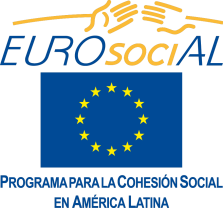 EUROsociAL
PROGRAMA PARA LA COHESIÓN SOCIAL
EN AMÉRICA LATINA